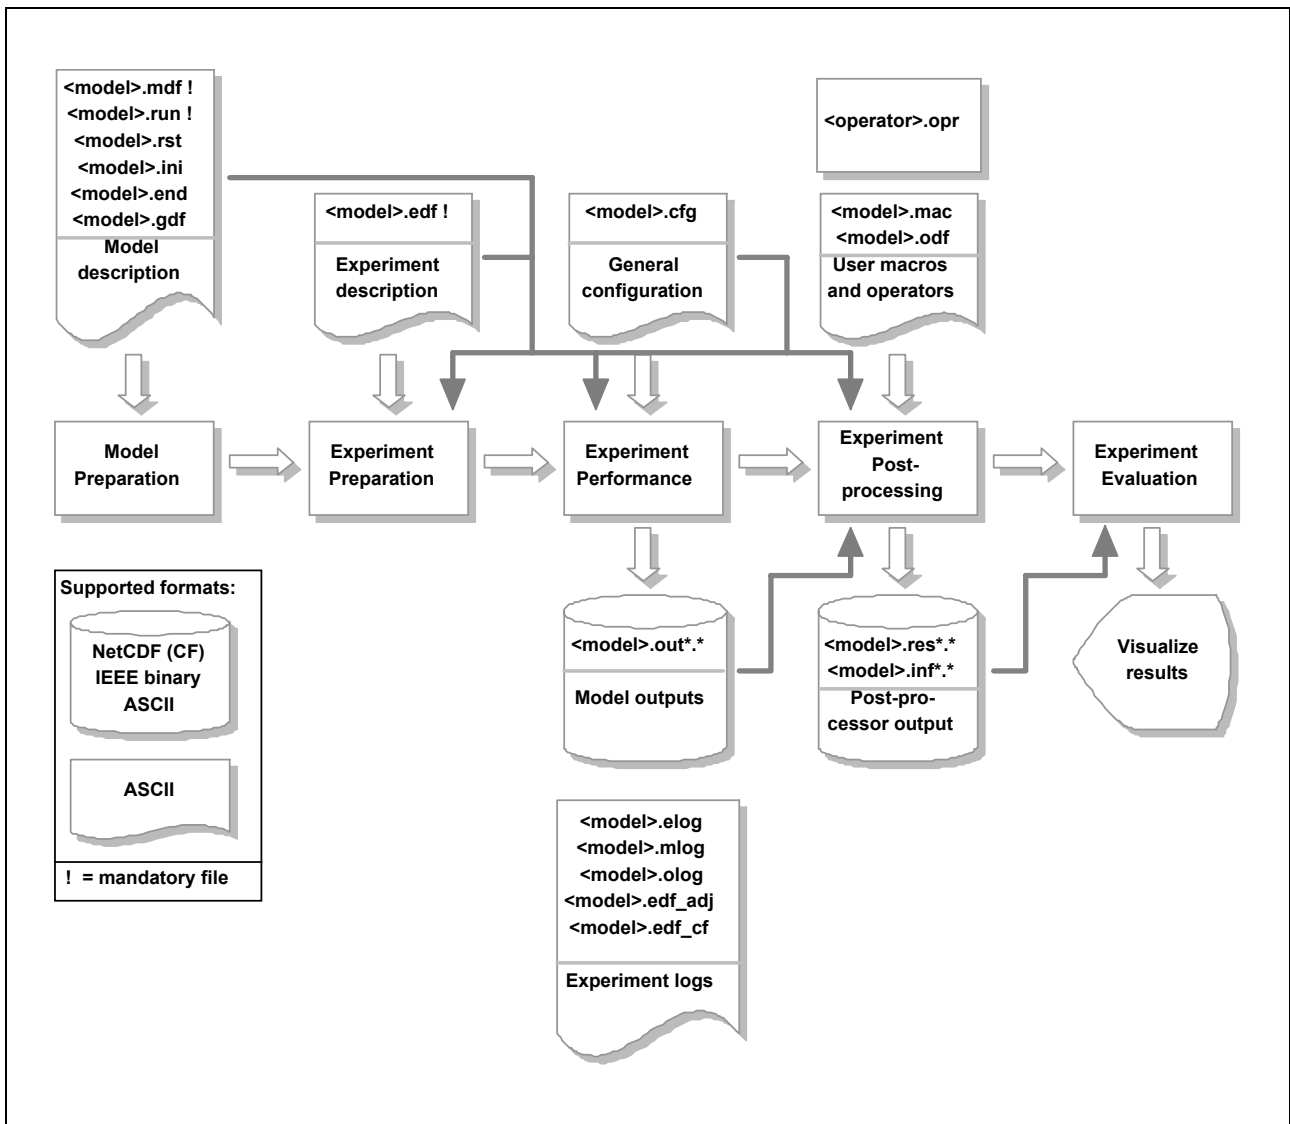 <model>.mdf !
<model>.run !
<model>.rst
<model>.ini
<model>.end
<model>.gdf
Model
description
<model>.edf !
Experiment
description
<model>.cfg
General
configuration
<operator>.opr
<model>.mac
<model>.odf
User macros
and operators
Model
Preparation
Experiment
Preparation
Experiment
Performance
Experiment
Post-
processing
Experiment
Evaluation
Supported formats:
NetCDF (CF)
IEEE binary
ASCII
ASCII
! = mandatory file
<model>.out*.*
Model outputs
<model>.res*.*
<model>.inf*.*
Post-pro-
cessor output
Visualize
results
<model>.elog
<model>.mlog
<model>.olog
<model>.edf_adj
<model>.edf_cf
Experiment logs